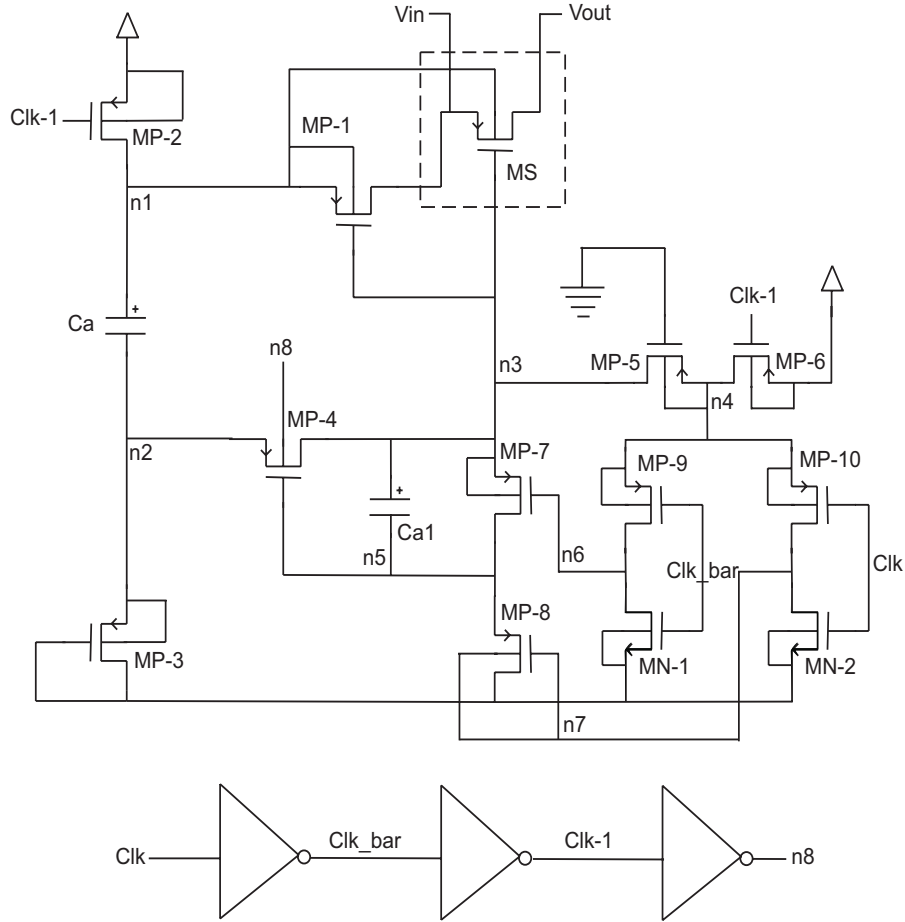 Vin
Vout
Clk-1
MP-2
MP-1
MS
n1
Ca
+
n8
MP-4
n3
MP-5
Clk-1
MP-6
n4
n2
MP-7
MP-9
MP-10
+
Ca1
n5
n6
Clk_bar
Clk
MP-8
MP-3
MN-1
MN-2
n7
Clk
Clk_bar
Clk-1
n8